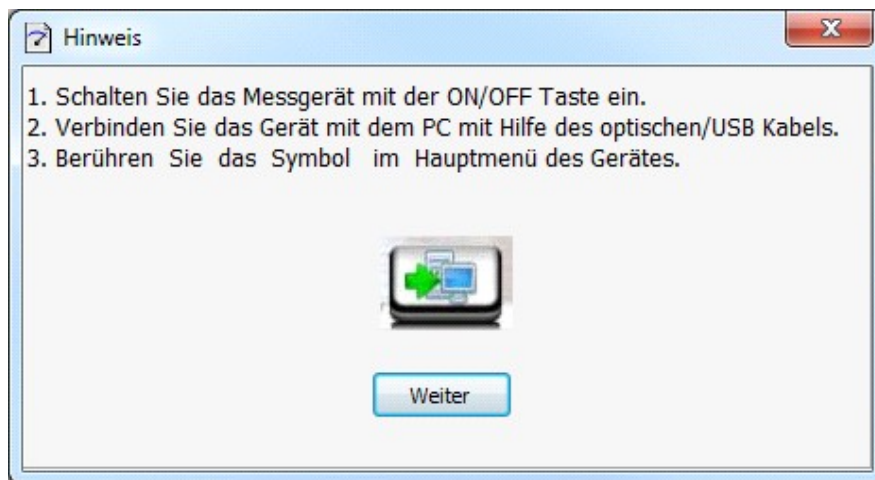 Hinweis
1. Schalten Sie das Messgerät mit der ON/OFF Taste ein.
2. Verbinden Sie das Gerät mit dem PC mit Hilfe des optischen/USB Kabels.
3. Berühren Sie das Symbol im Hauptmenü des Gerätes.
Weiter